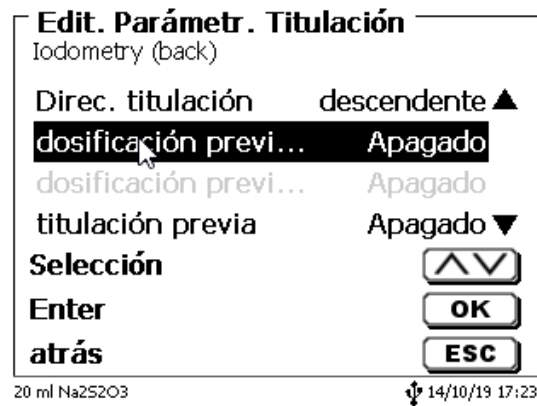 Edit. Parámetr. Titulación
Iodometry (back)
Direc. titulación descendente ▲
dosificación previ... Apagado
dosificación previ... Apagado
titulación previa Apagado ▼
Selección
Enter OK
atrás ESC
20 ml Na2S2O3 14/10/19 17:23